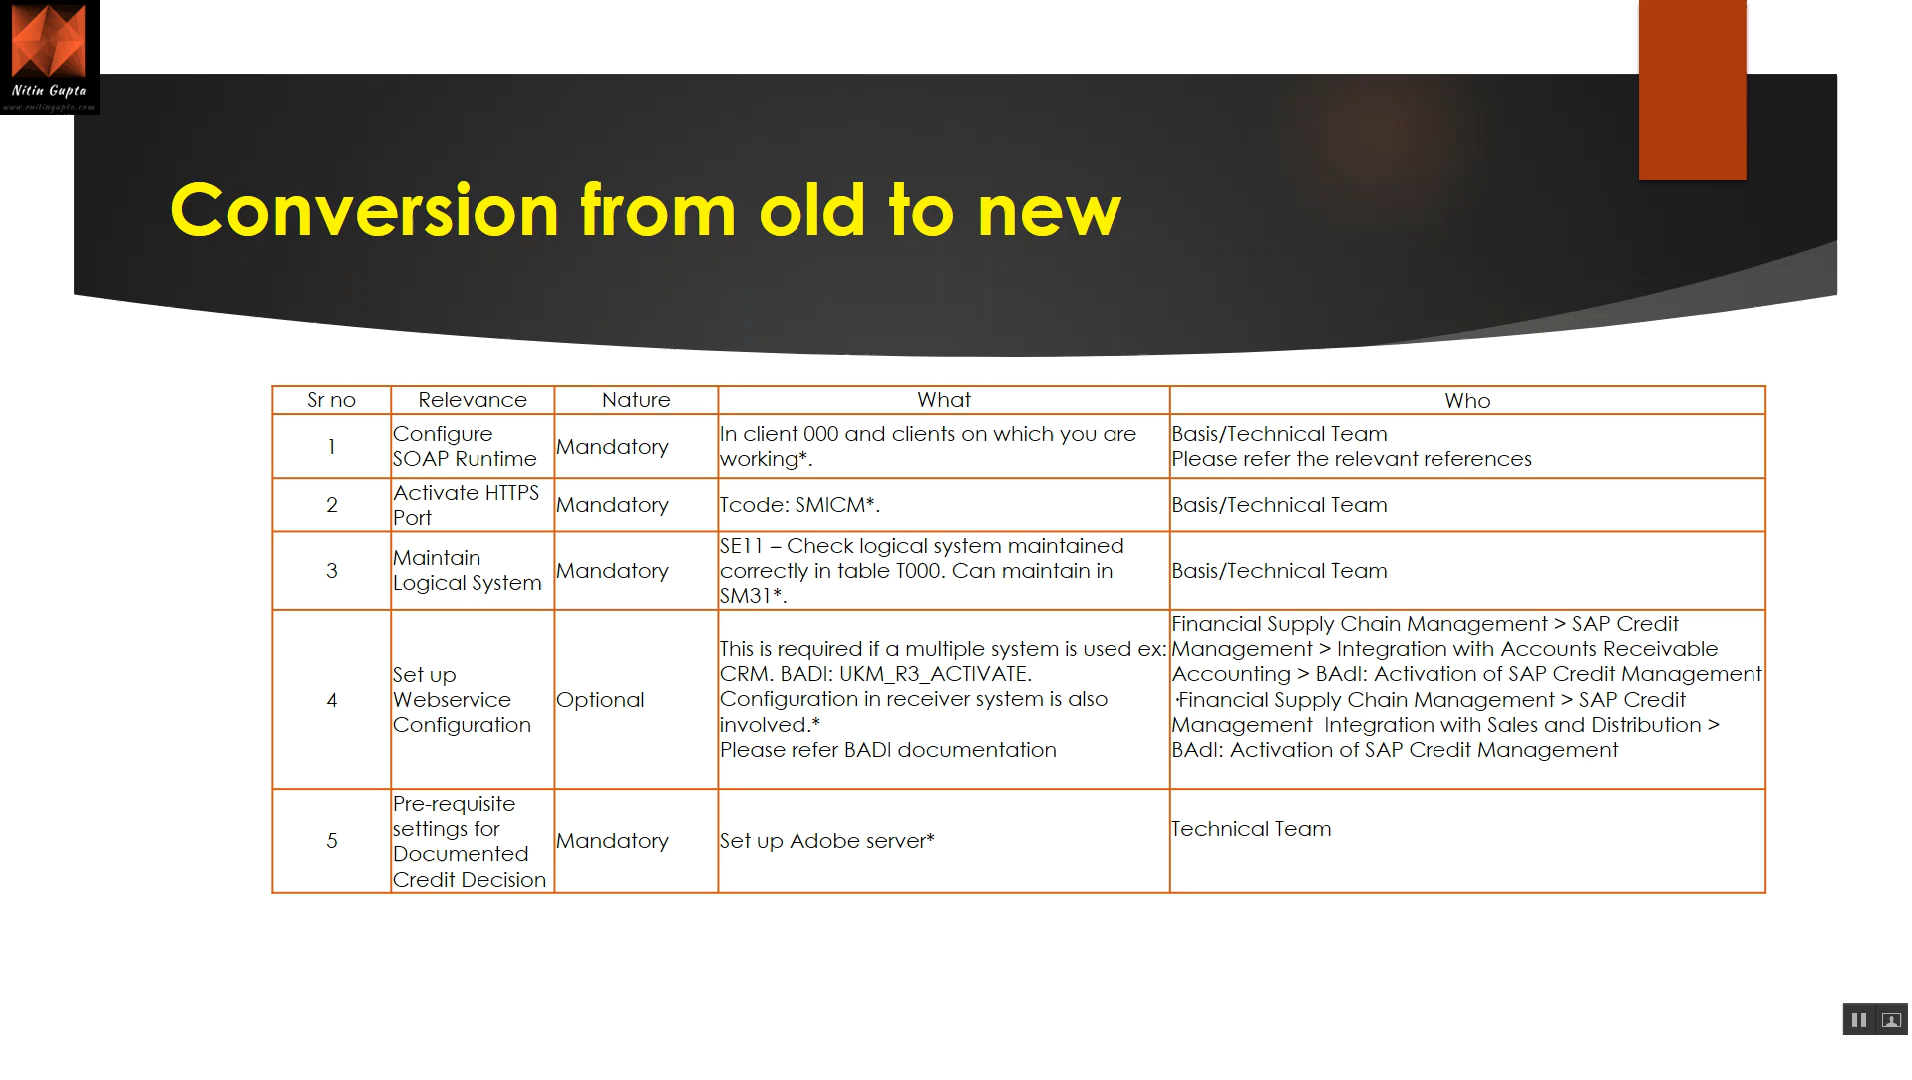 Nitin Gupta
www.rnitingupta.com
Conversion from old to new
Sr no
Relevance
Nature
What
Who
1
Configure
SOAP Runtime
Mandatory
In client 000 and clients on which you are
working*.
Basis/Technical Team
Please refer the relevant references
2
Activate HTTPS
Port
Mandatory
Tcode: SMICM*.
Basis/Technical Team
3
Maintain
Logical System
Mandatory
SE11 – Check logical system maintained
correctly in table T000. Can maintain in
SM31*.
Basis/Technical Team
4
Set up
Webservice
Configuration
Optional
This is required if a multiple system is used ex:
CRM. BADI: UKM_R3_ACTIVATE.
Configuration in receiver system is also
involved.*
Please refer BADI documentation
Financial Supply Chain Management > SAP Credit
Management > Integration with Accounts Receivable
Accounting > BAdI: Activation of SAP Credit Management
·Financial Supply Chain Management > SAP Credit
Management  Integration with Sales and Distribution >
BAdI: Activation of SAP Credit Management
5
Pre-requisite
settings for
Documented
Credit Decision
Mandatory
Set up Adobe server*
Technical Team